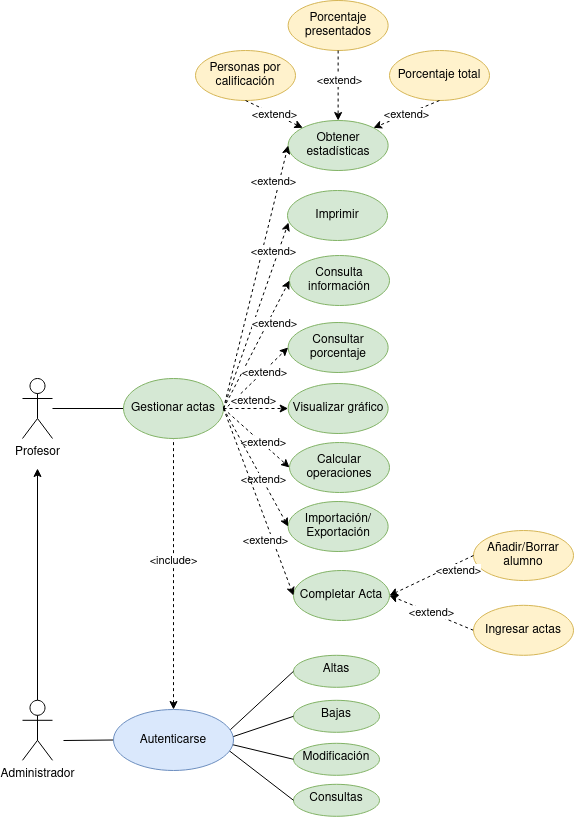 Porcentaje
presentados
Personas por
calificación
Porcentaje total
<extend>
<extend>
<extend>
Obtener
estadísticas
<extend>
Imprimir
<extend>
Consulta
información
<extend>
Consultar
porcentaje
<extend>
Gestionar actas
<extend>
Visualizar gráfico
Profesor
<extend>
Calcular
operaciones
<extend>
Importación/
Exportación
<extend>
<include>
Añadir/Borrar
alumno
<extend>
Completar Acta
<extend>
Ingresar actas
Altas
Bajas
Autenticarse
Modificación
Administrador
Consultas